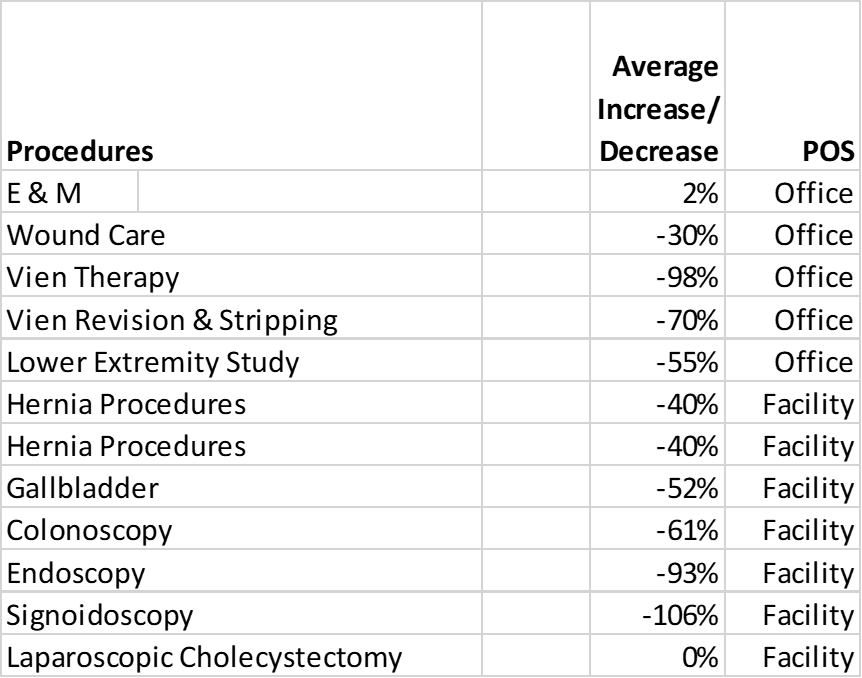 Average
Increase/
Procedures Decrease POS
E & M 2% Office
Wound Care -30% Office
Vien Therapy -98% Office
Vien Revision & Stripping -70% Office
Lower Extremity Study -55% Office
Hernia Procedures -40% Facility
Hernia Procedures -40% Facility
Gallbladder -52% Facility
Colonoscopy -61% Facility
Endoscopy -93% Facility
Signoidoscopy -106% Facility
Laparoscopic Cholecystectomy 0% Facility